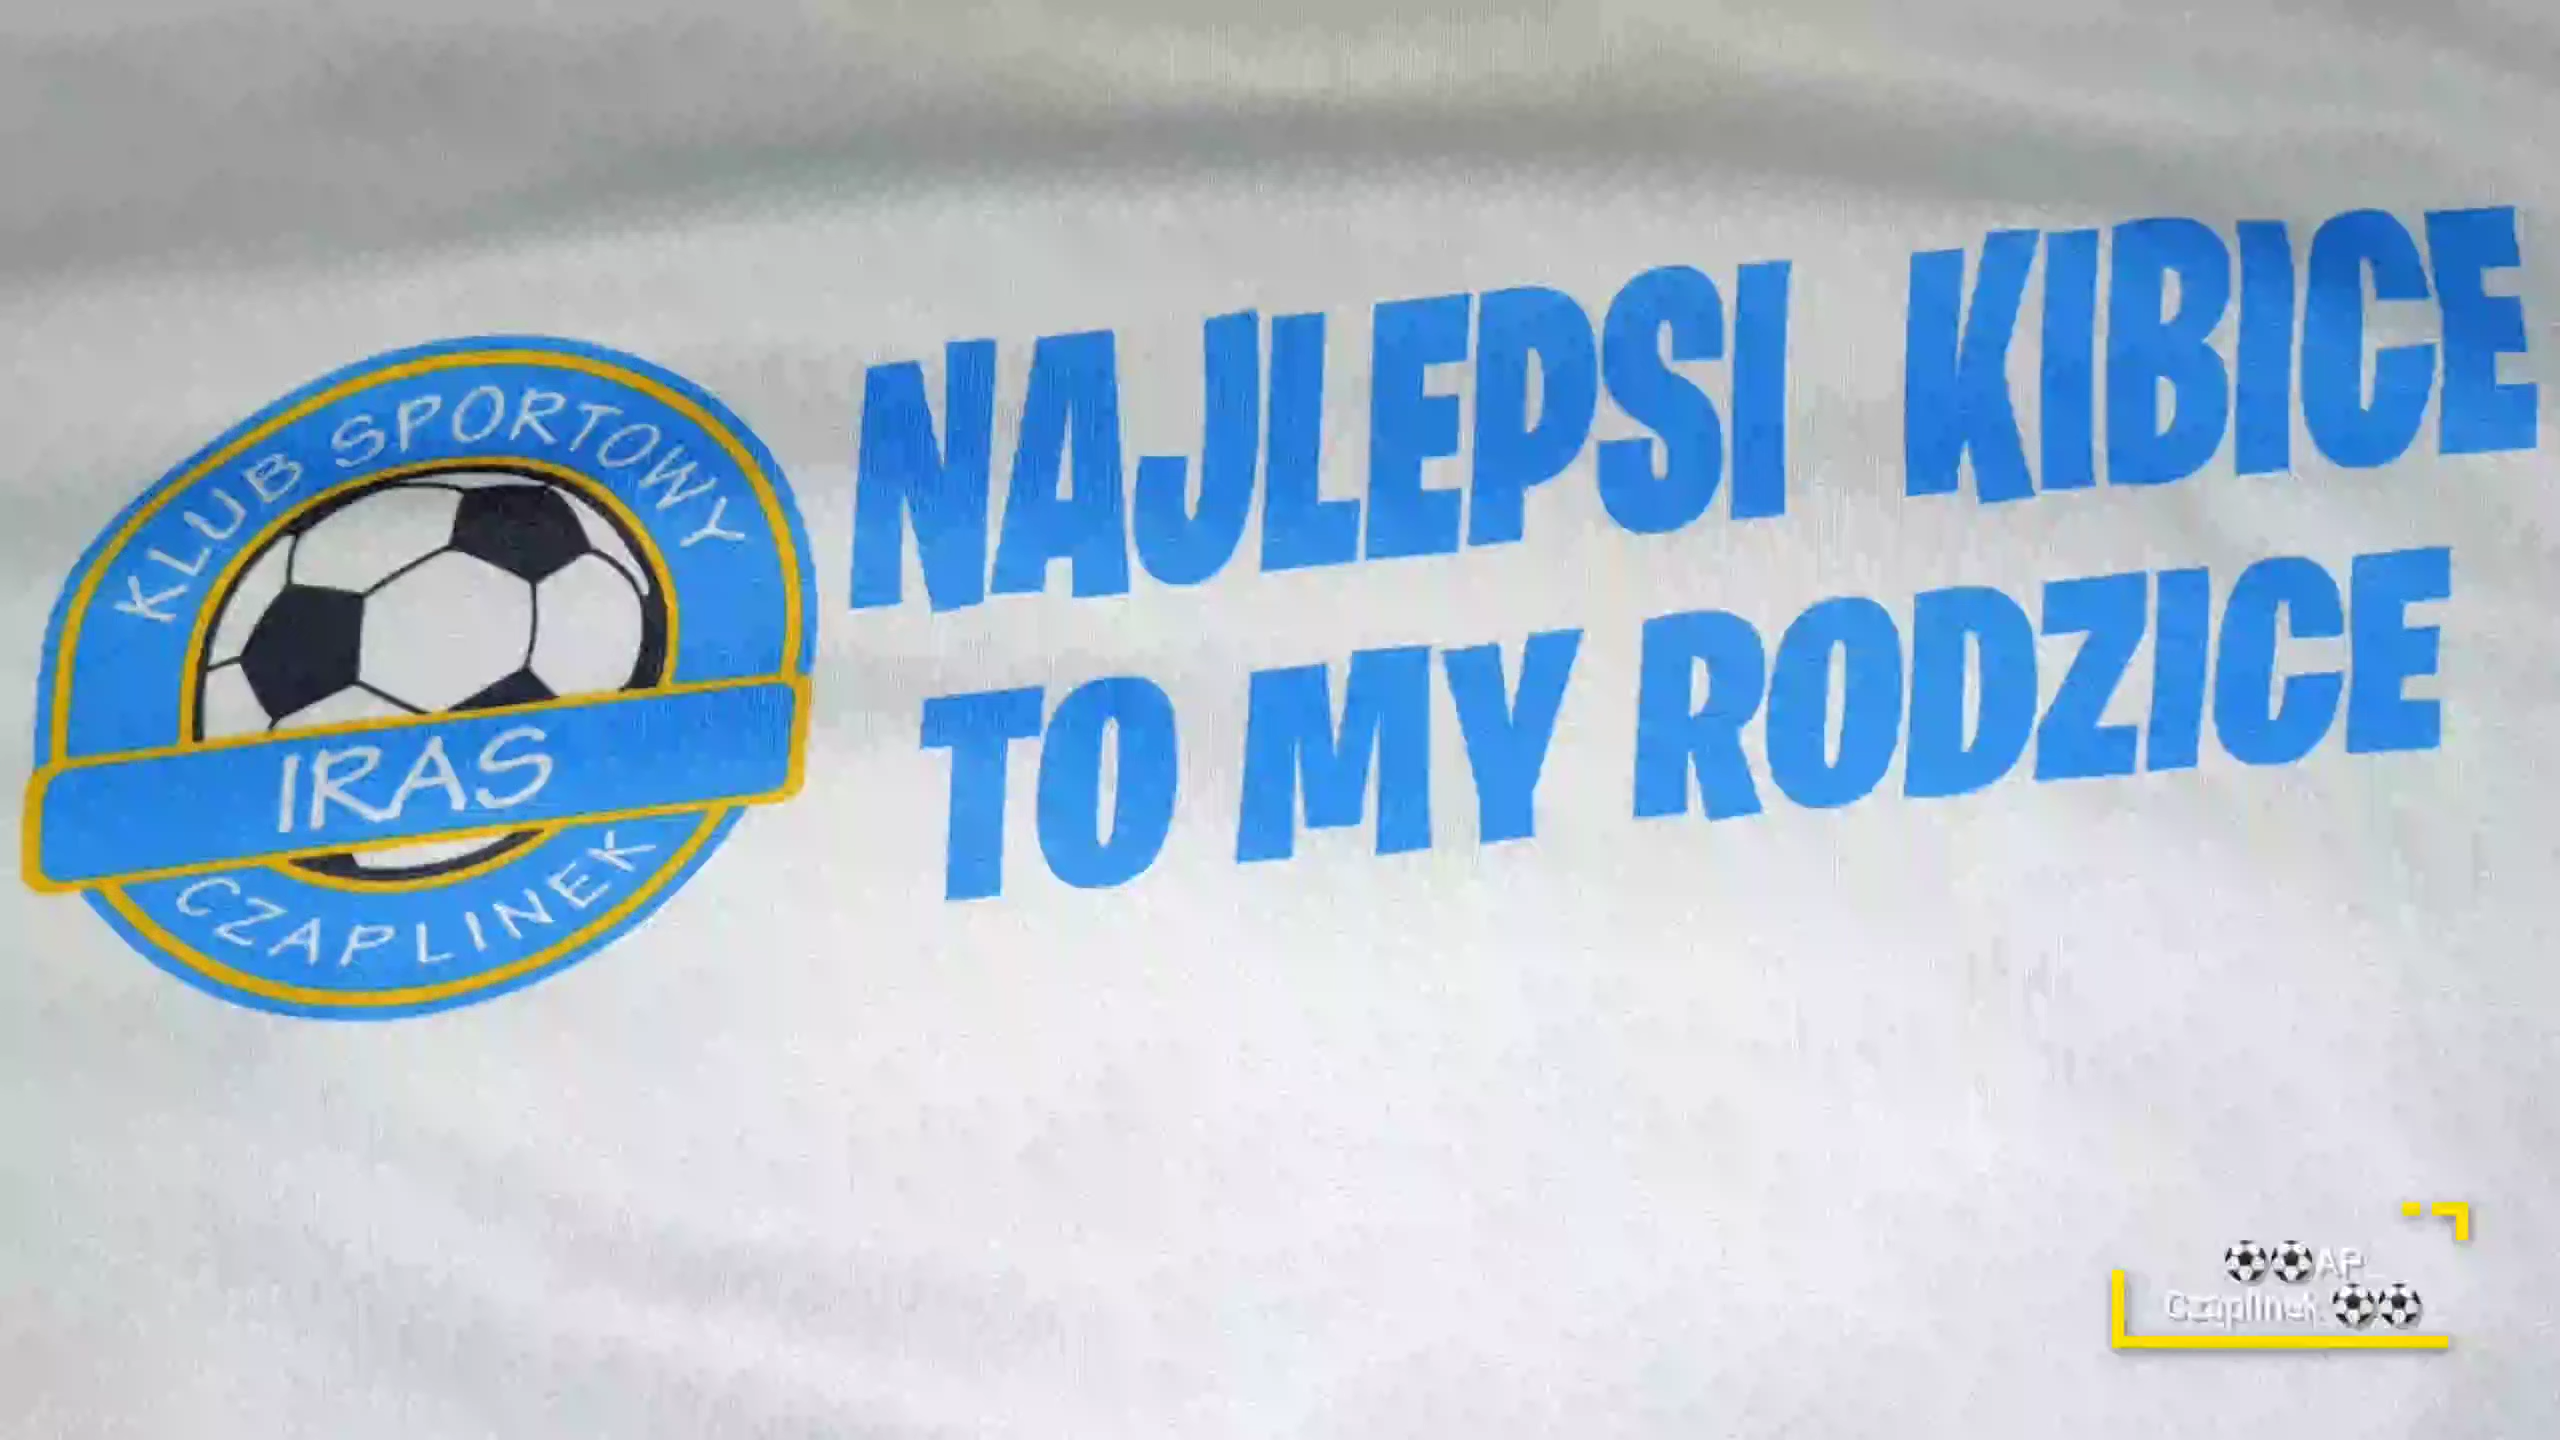 KLUB SPORTOWY
IRAS
CZAPLINEK
NAJLEPSI KIBICE
TO MY RODZICE
AP
Czaplinek